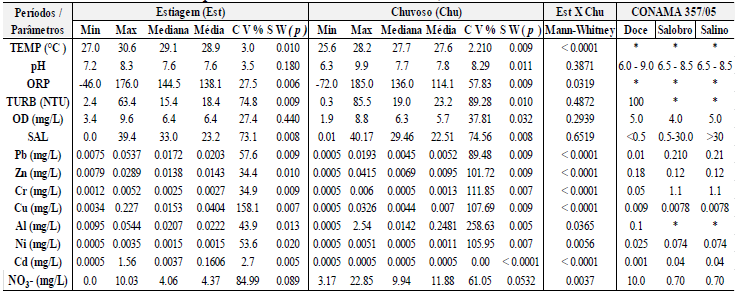 Períodos / Parâmetros Estiagem (Est) Chuvoso (Chu) Est X Chu CONAMA 357/05
Min Max Mediana Média C V % S W ( p ) Min Max Mediana Média C V % S W ( p ) Mann-Whitney Doce Salobro Salino
TEMP (°C ) 27.0 30.6 29.1 28.9 3.0 0.010 25.6 28.2 27.7 27.6 2.210 0.009 < 0.0001 * * *
pH 7.2 8.3 7.6 7.6 3.5 0.180 6.3 9.9 7.7 7.8 8.29 0.011 0.3871 6.0 - 9.0 6.5 - 8.5 6.5 - 8.5
ORP -46.0 176.0 144.5 138.1 27.5 0.006 -72.0 185.0 136.0 114.1 57.83 0.009 0.0319 * * *
TURB (NTU) 2.4 63.4 15.4 18.4 74.8 0.009 0.3 85.5 19.0 23.2 89.28 0.010 0.4872 100 * *
OD (mg/L) 3.4 9.6 6.4 6.4 27.4 0.440 1.9 8.8 6.3 5.7 37.81 0.032 0.2939 5.0 4.0 5.0
SAL 0.0 39.4 33.0 23.2 73.1 0.008 0.01 40.17 29.46 22.51 74.56 0.008 0.6519 <0.5 0.5-30.0 >30
Pb (mg/L) 0.0075 0.0537 0.0172 0.0203 57.6 0.009 0.0005 0.0193 0.0045 0.0052 89.48 0.009 < 0.0001 0.01 0.210 0.21
Zn (mg/L) 0.0079 0.0289 0.0138 0.0143 34.4 0.010 0.0005 0.0415 0.0069 0.0095 101.72 0.009 < 0.0001 0.18 0.12 0.12
Cr (mg/L) 0.0012 0.0052 0.0025 0.0027 34.9 0.009 0.0005 0.006 0.0005 0.0013 111.85 0.007 < 0.0001 0.05 1.1 1.1
Cu (mg/L) 0.0034 0.227 0.0153 0.0404 158.1 0.007 0.0005 0.0326 0.0044 0.007 107.69 0.009 < 0.0001 0.009 0.0078 0.0078
Al (mg/L) 0.0095 0.0544 0.0207 0.0222 43.9 0.013 0.0005 2.54 0.0142 0.2481 258.63 0.005 0.0365 0.1 * *
Ni (mg/L) 0.0005 0.0035 0.0015 0.0015 53.6 0.020 0.0005 0.0051 0.0005 0.0011 105.95 0.007 0.0056 0.025 0.074 0.074
Cd (mg/L) 0.0005 1.56 0.0037 0.1606 2.7 0.005 0.0005 0.0005 0.0005 0.0005 0.00 < 0.0001 < 0.0001 0.001 0.04 0.04
NO₃- (mg/L) 0.0 10.03 4.06 4.37 84.99 0.089 3.17 22.85 9.94 11.88 61.05 0.0532 0.0037 10.0 0.70 0.70